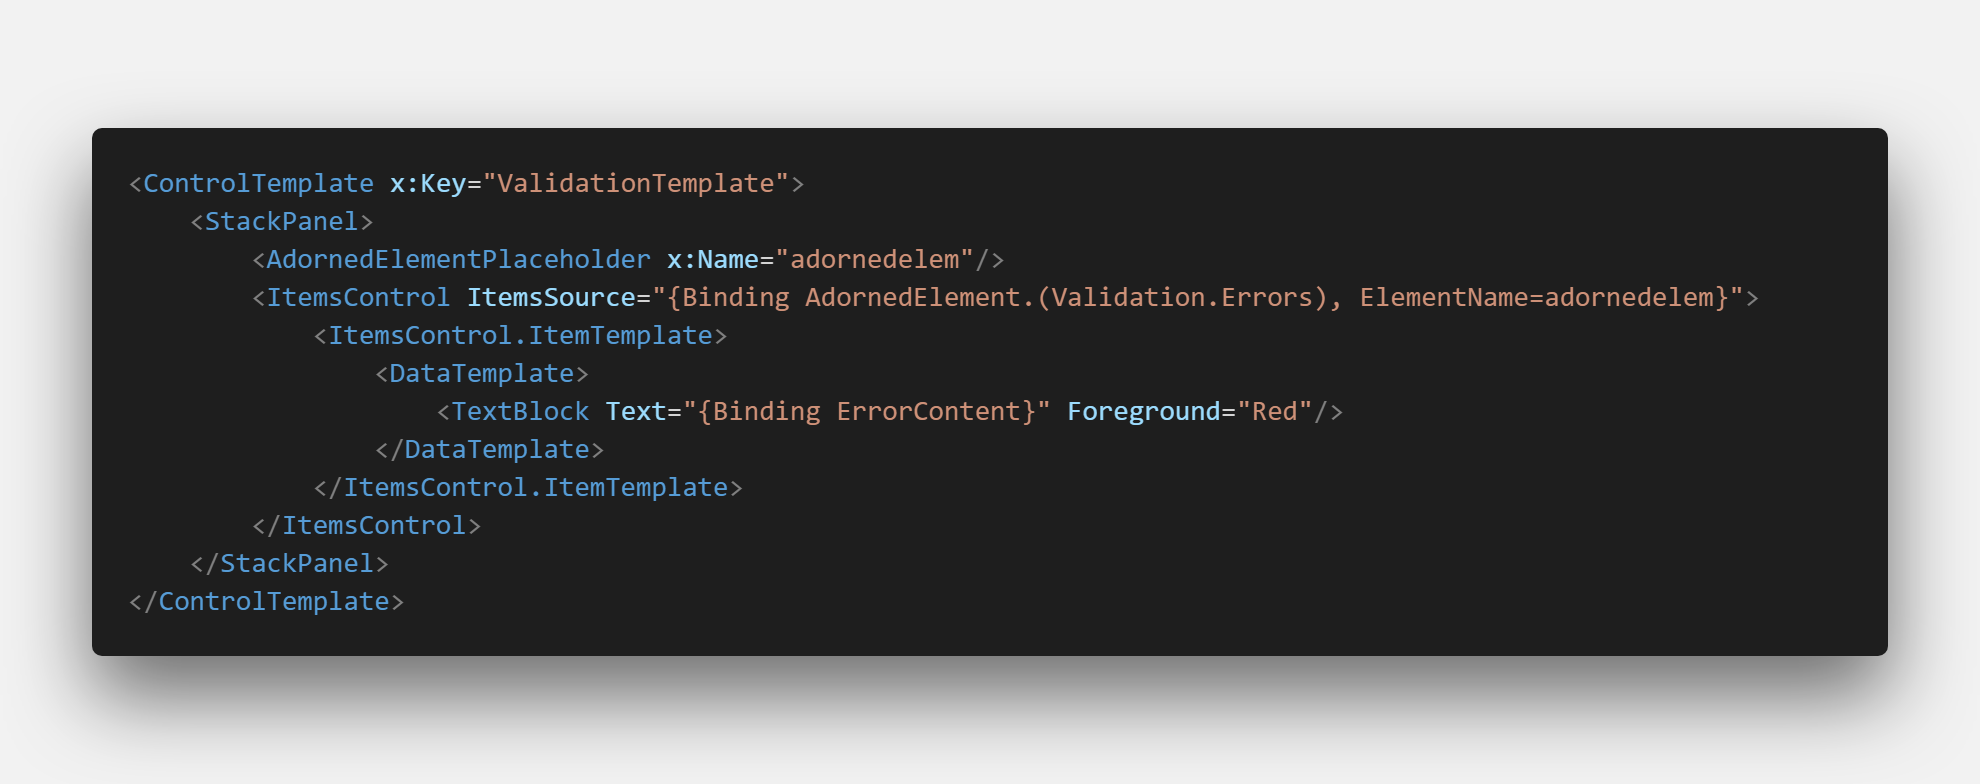 <ControlTemplate x:Key="ValidationTemplate">
    <StackPanel>
        <AdornedElementPlaceholder x:Name="adornedelem"/>
        <ItemsControl ItemsSource="{Binding AdornedElement.(Validation.Errors), ElementName=adornedelem}">
            <ItemsControl.ItemTemplate>
                <DataTemplate>
                    <TextBlock Text="{Binding ErrorContent}" Foreground="Red"/>
                </DataTemplate>
            </ItemsControl.ItemTemplate>
        </ItemsControl>
    </StackPanel>
</ControlTemplate>